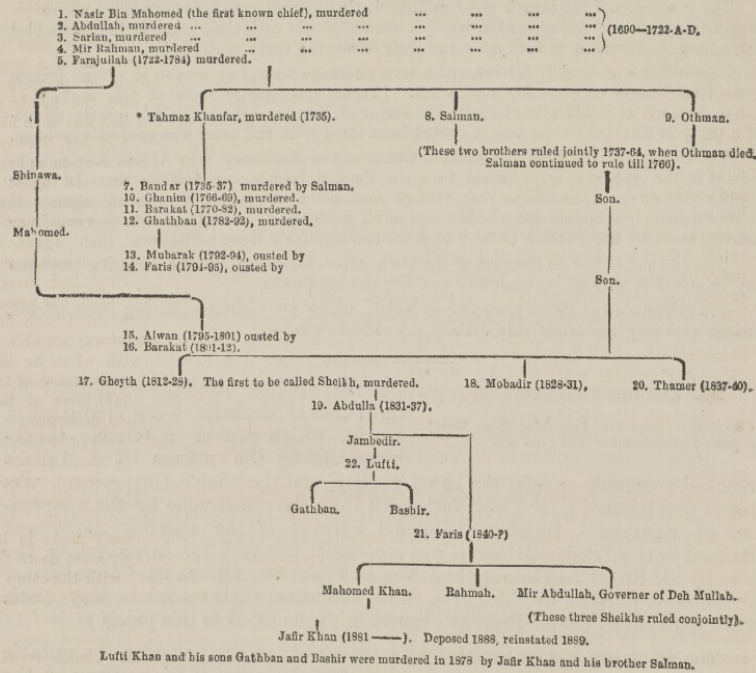 1. Nasir Bin Mahomed (the first known chief), murdered ... ... ... ...
2. Abdullah, murdered ... ... ... ... ... ... ...
3. Sarian, murdered ... ... ... ... ... ... ...
4. Mir Rahman, murdered ... ... ... ... ... ...
(1690—1722-A-D.
5. Farajullah (1722-1784) murdered.
* Tahmaz Khanfar, murdered (1735).
8. Salman.
9. Othman.
(These two brothers ruled jointly 1737-64, when Othman died.
Salman continued to rule till 1766).
Shinawa.
7. Bandar (1735-37) murdered by Salman.
10. Ghanim (1766-69), murdered.
11. Barakat (1770-82), murdered.
12. Ghathban (1782-92), murdered.
Son.
Mahomed.
13. Mubarak (1792-94), ousted by
14. Faris (1794-95), ousted by
Son.
15. Alwan (1795-1801) ousted by
16. Barakat (1801-12).
17. Gheyth (1812-28). The first to be called Sheikh, murdered.
18. Mobadir (1828-31),
20. Thamer (1837-40).
19. Abdulla (1831-37).
Jambedir.
22. Lufti.
Gathban.
Bashir.
21. Faris (1840-?)
Mahomed Khan.
Rahmah.
Mir Abdullah, Governor of Deh Mullah.
(These three Sheikhs ruled conjointly).
Jafir Khan (1881 ——). Deposed 1888, reinstated 1889.
Lufti Khan and his sons Gathban and Bashir were murdered in 1878 by Jafir Khan and his brother Salman.